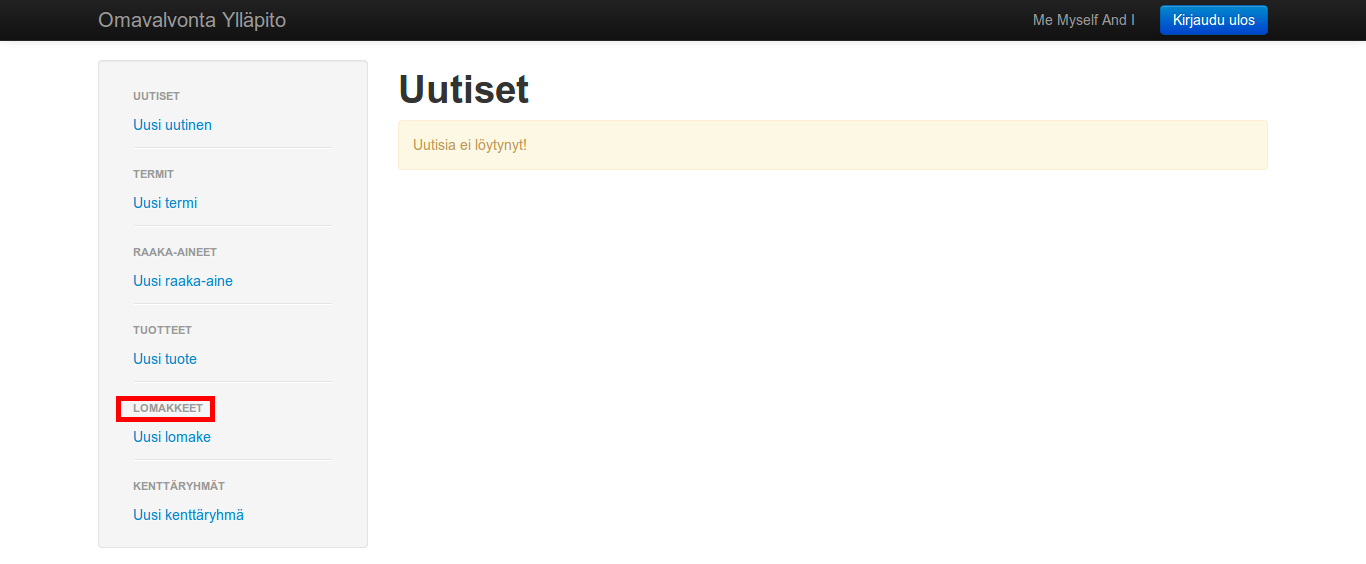 Omavalvonta Ylläpito
Me Myself And I
Kirjaudu ulos
UUTISET
Uusi uutinen
TERMIT
Uusi termi
RAAKA-AINEET
Uusi raaka-aine
TUOTTEET
Uusi tuote
LOMAKKEET
Uusi lomake
KENTTÄRYHMÄT
Uusi kenttäryhmä
Uutiset
Uutisia ei löytynyt!